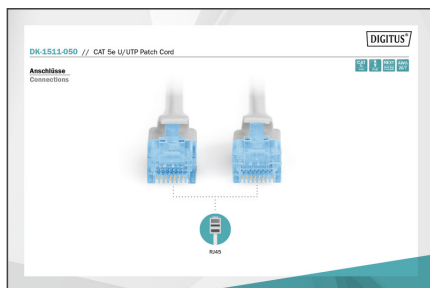 DIGITUS®
DK-1511-050 // CAT 5e U/UTP Patch Cord
Anschlüsse
Connections
RJ45